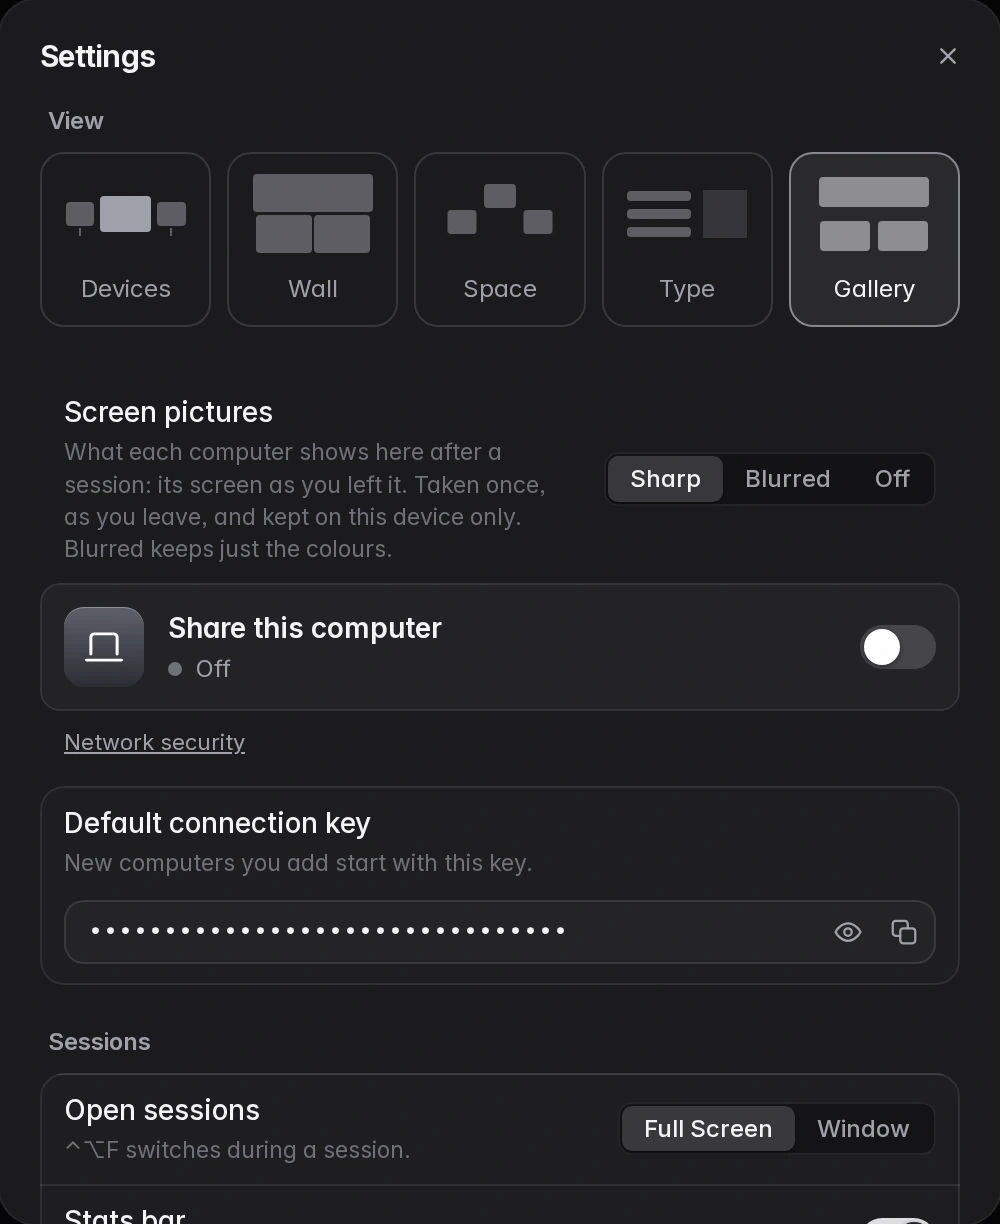 Settings
View
Devices
Wall
Space
Type
Gallery
Screen pictures
What each computer shows here after a
session: its screen as you left it. Taken once,
as you leave, and kept on this device only.
Blurred keeps just the colours.
Sharp
Blurred
Off
Share this computer
Off
Network security
Default connection key
New computers you add start with this key.
••••••••••••••••••••••••••••••••
Sessions
Open sessions
⌃⌥F switches during a session.
Full Screen
Window
Stats bar